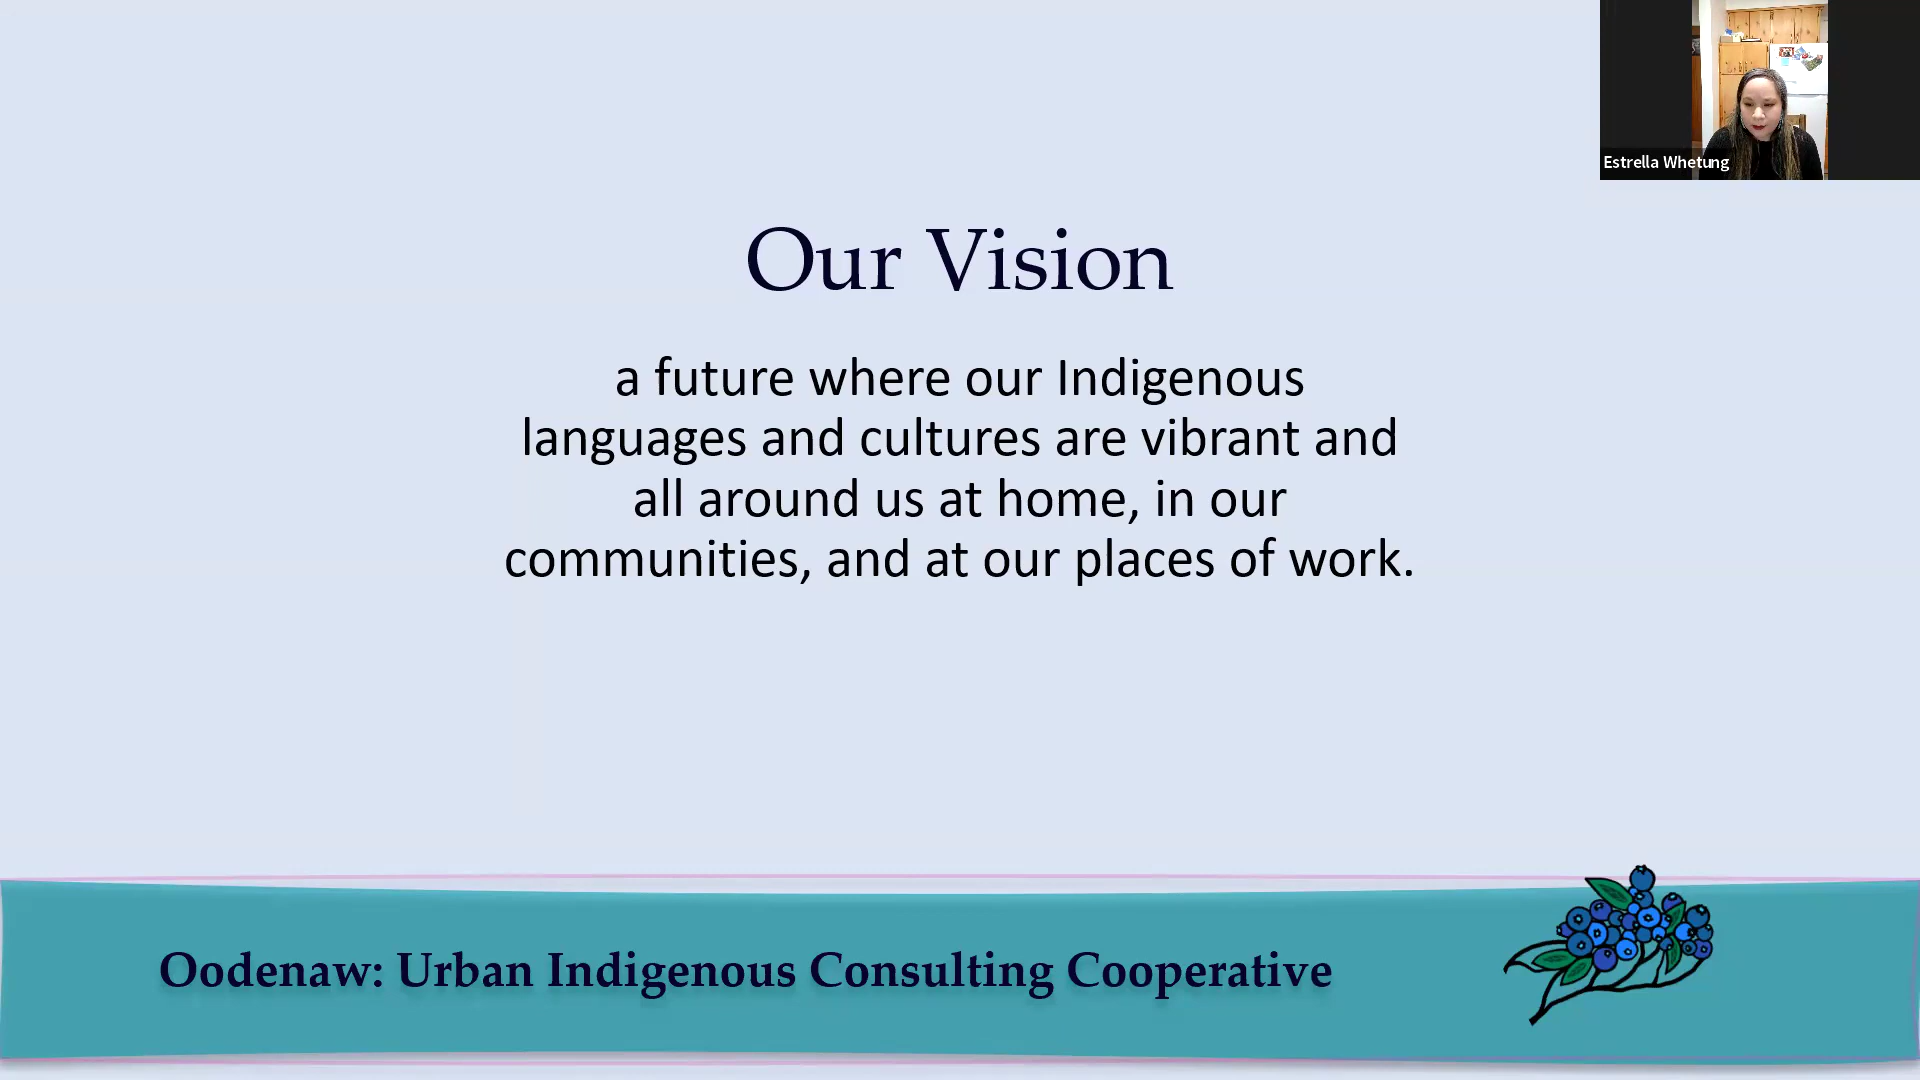 Estrella Whetung
Our Vision
a future where our Indigenous
languages and cultures are vibrant and
all around us at home, in our
communities, and at our places of work.
Oodenaw: Urban Indigenous Consulting Cooperative